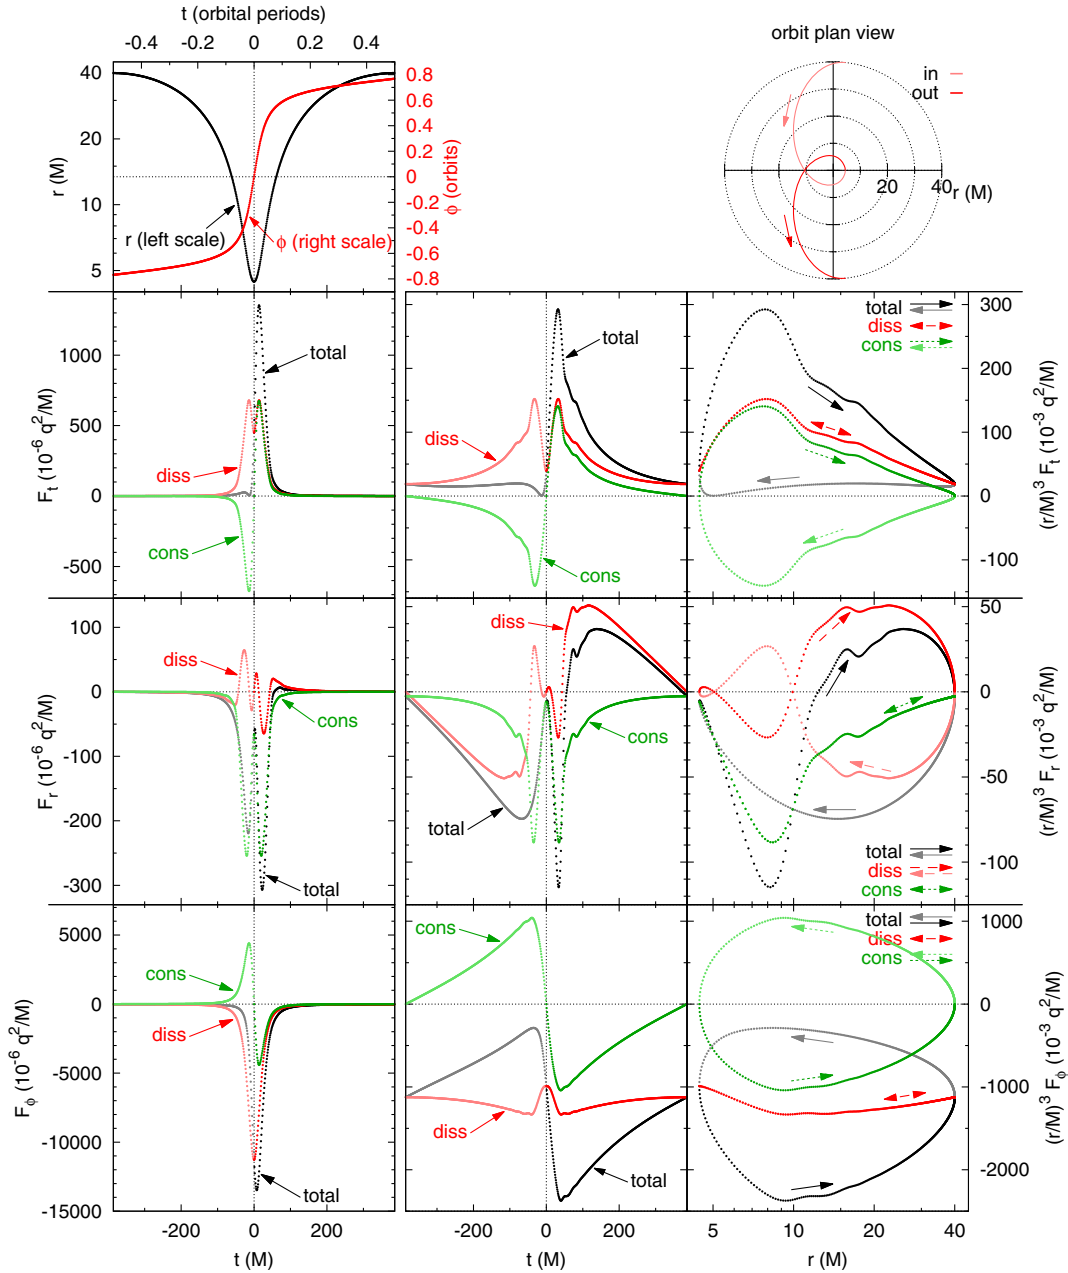 t (orbital periods)
-0.4 -0.2 0 0.2 0.4
orbit plan view
in
out
40
20
10
5
r (M)
0.8
0.6
0.4
0.2
0
-0.2
-0.4
-0.6
-0.8
ϕ (orbits)
r (left scale)
ϕ (right scale)
20 40
r (M)
1000
500
0
-500
F_t (10^-6 q^2/M)
total
diss
cons
total
diss
cons
total
diss
cons
300
200
100
0
-100
(r/M)^3 F_t (10^-3 q^2/M)
100
0
-100
-200
-300
F_r (10^-6 q^2/M)
diss
cons
total
diss
cons
total
total
diss
cons
50
0
-50
-100
(r/M)^3 F_r (10^-3 q^2/M)
5000
0
-5000
-10000
-15000
F_ϕ (10^-6 q^2/M)
cons
diss
total
cons
diss
total
total
diss
cons
1000
0
-1000
-2000
(r/M)^3 F_ϕ (10^-3 q^2/M)
-200 0 200
t (M)
-200 0 200
t (M)
5 10 20 40
r (M)